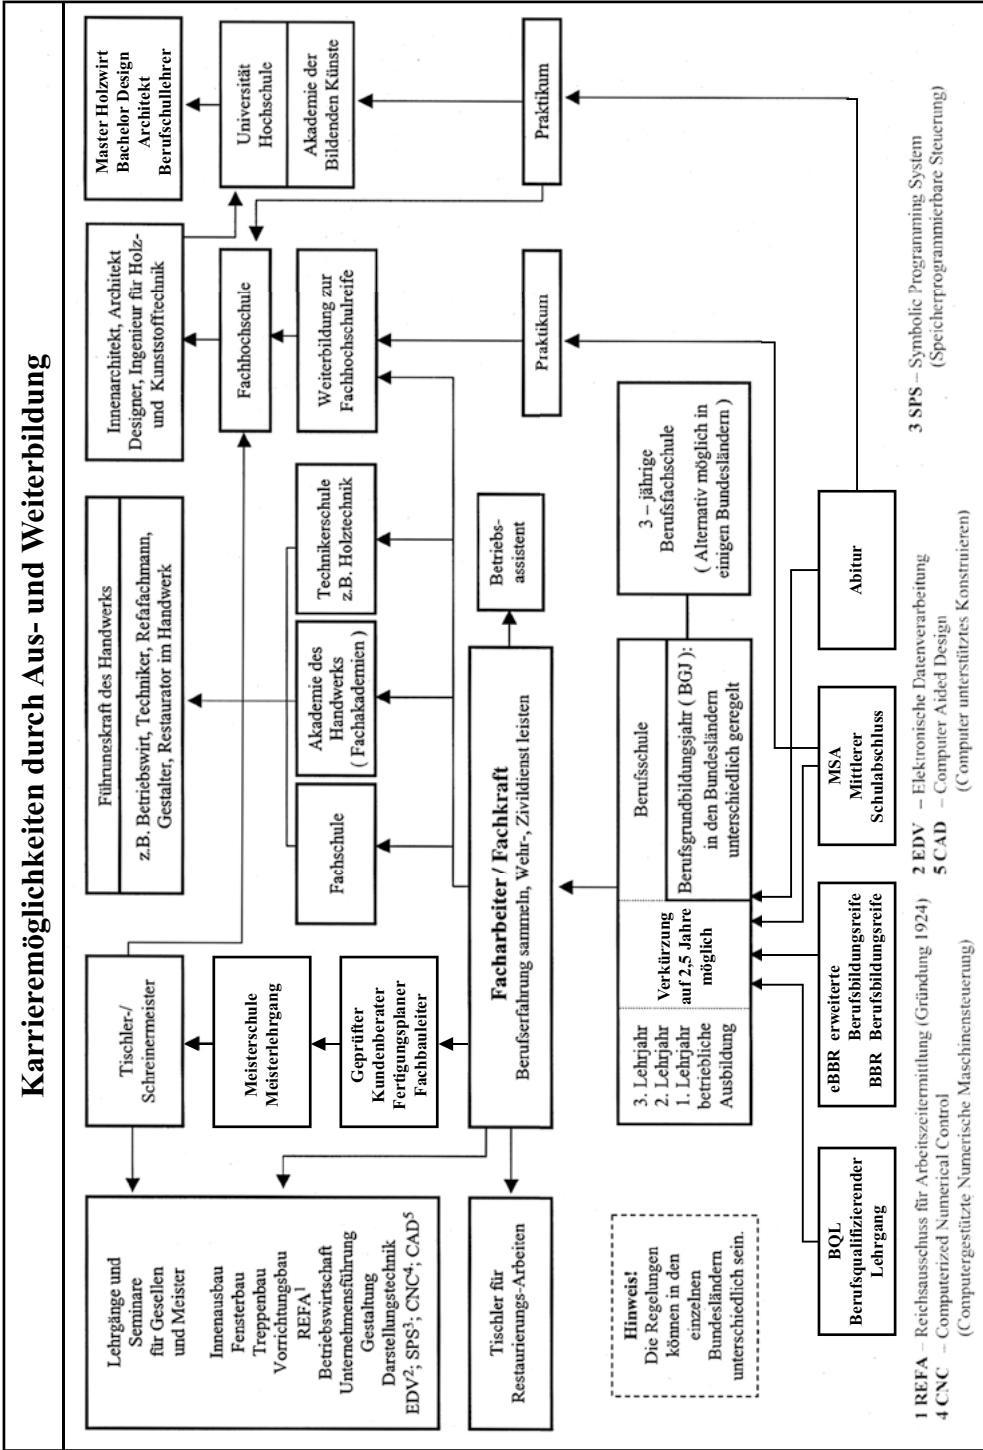 Karrieremöglichkeiten durch Aus- und Weiterbildung
Lehrgänge und
Seminare
für Gesellen
und Meister
Innenausbau
Fensterbau
Treppenbau
Vorrichtungsbau
REFA¹
Betriebswirtschaft
Unternehmensführung
Gestaltung
Darstellungstechnik
EDV²; SPS³; CNC⁴; CAD⁵
Tischler-/
Schreinermeister
Führungskraft des Handwerks
z.B. Betriebswirt, Techniker, Refafachmann,
Gestalter, Restaurator im Handwerk
Innenarchitekt, Architekt
Designer, Ingenieur für Holz-
und Kunststofftechnik
Master Holzwirt
Bachelor Design
Architekt
Berufschullehrer
Meisterschule
Meisterlehrgang
Fachhochschule
Universität
Hochschule
Akademie der
Bildenden Künste
Geprüfter
Kundenberater
Fertigungsplaner
Fachbauleiter
Fachschule
Akademie des
Handwerks
( Fachakademien )
Technikerschule
z.B. Holztechnik
Weiterbildung zur
Fachhochschulreife
Tischler für
Restaurierungs-Arbeiten
Facharbeiter / Fachkraft
Berufserfahrung sammeln, Wehr-, Zivildienst leisten
Betriebs-
assistent
Praktikum
Praktikum
Hinweis!
Die Regelungen
können in den
einzelnen
Bundesländern
unterschiedlich sein.
3. Lehrjahr
2. Lehrjahr
1. Lehrjahr
betriebliche
Ausbildung
Verkürzung
auf 2,5 Jahre
möglich
Berufsschule
Berufsgrundbildungsjahr ( BGJ ):
in den Bundesländern
unterschiedlich geregelt
3 – jährige
Berufsfachschule
( Alternativ möglich in
einigen Bundesländern )
BQL
Berufsqualifizierender
Lehrgang
eBBR erweiterte
Berufsbildungsreife
BBR Berufsbildungsreife
MSA
Mittlerer
Schulabschluss
Abitur
1 REFA – Reichsausschuss für Arbeitszeitermittlung (Gründung 1924)
2 EDV – Elektronische Datenverarbeitung
3 SPS – Symbolic Programming System
(Speicherprogrammierbare Steuerung)
4 CNC – Computerized Numerical Control
(Computergestützte Numerische Maschinensteuerung)
5 CAD – Computer Aided Design
(Computer unterstütztes Konstruieren)